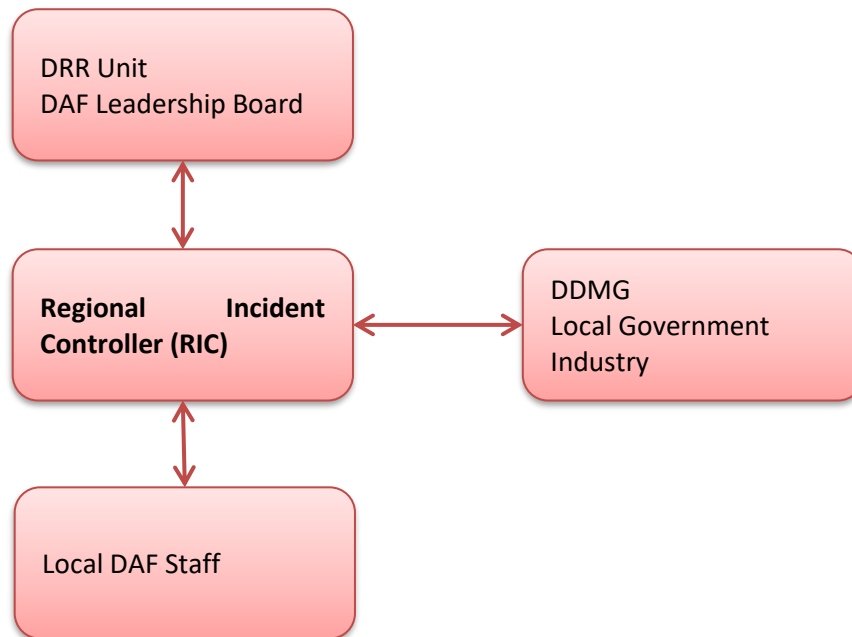 DRR Unit
DAF Leadership Board
Regional Incident
Controller (RIC)
DDMG
Local Government
Industry
Local DAF Staff